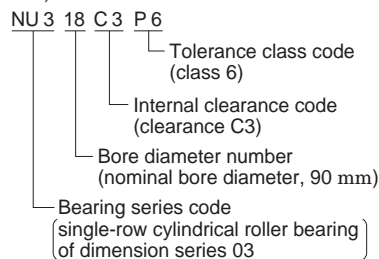 NU 3 18 C 3 P 6
Tolerance class code
(class 6)
Internal clearance code
(clearance C3)
Bore diameter number
(nominal bore diameter, 90 mm)
Bearing series code
(single-row cylindrical roller bearing
of dimension series 03)